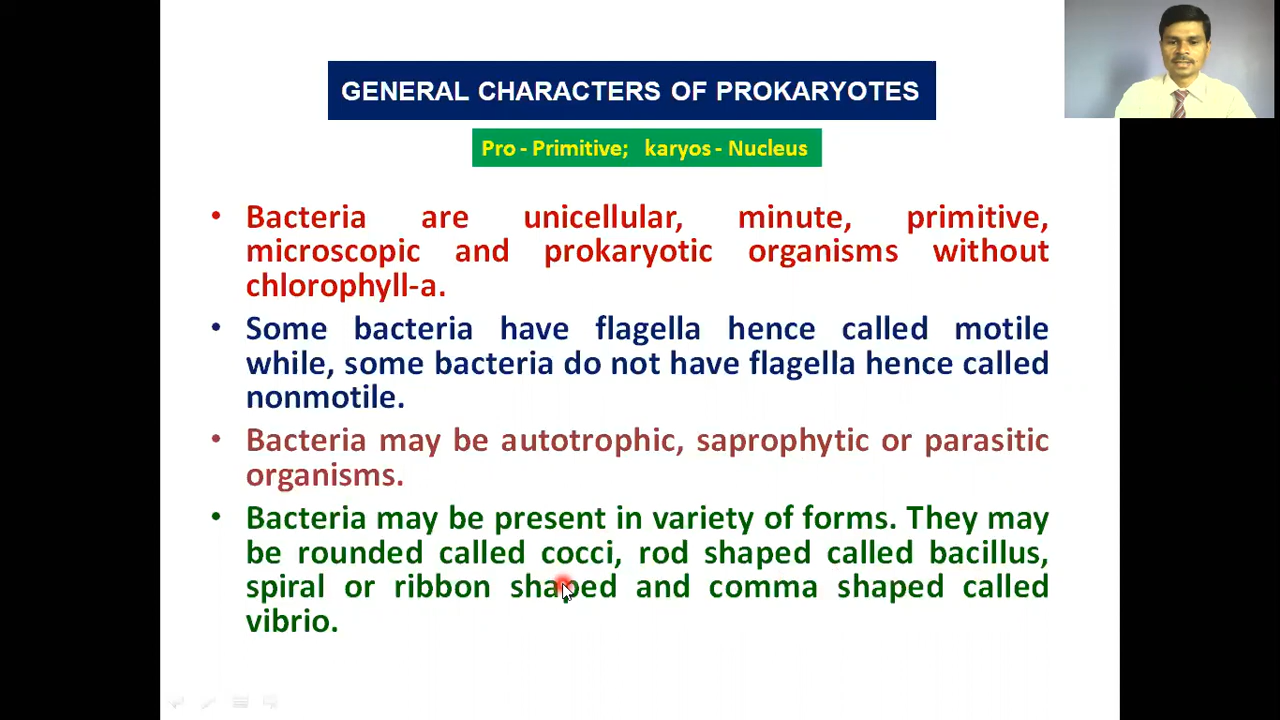 GENERAL CHARACTERS OF PROKARYOTES
Pro - Primitive; karyos - Nucleus
• Bacteria are unicellular, minute, primitive,
microscopic and prokaryotic organisms without
chlorophyll-a.
• Some bacteria have flagella hence called motile
while, some bacteria do not have flagella hence called
nonmotile.
• Bacteria may be autotrophic, saprophytic or parasitic
organisms.
• Bacteria may be present in variety of forms. They may
be rounded called cocci, rod shaped called bacillus,
spiral or ribbon shaped and comma shaped called
vibrio.